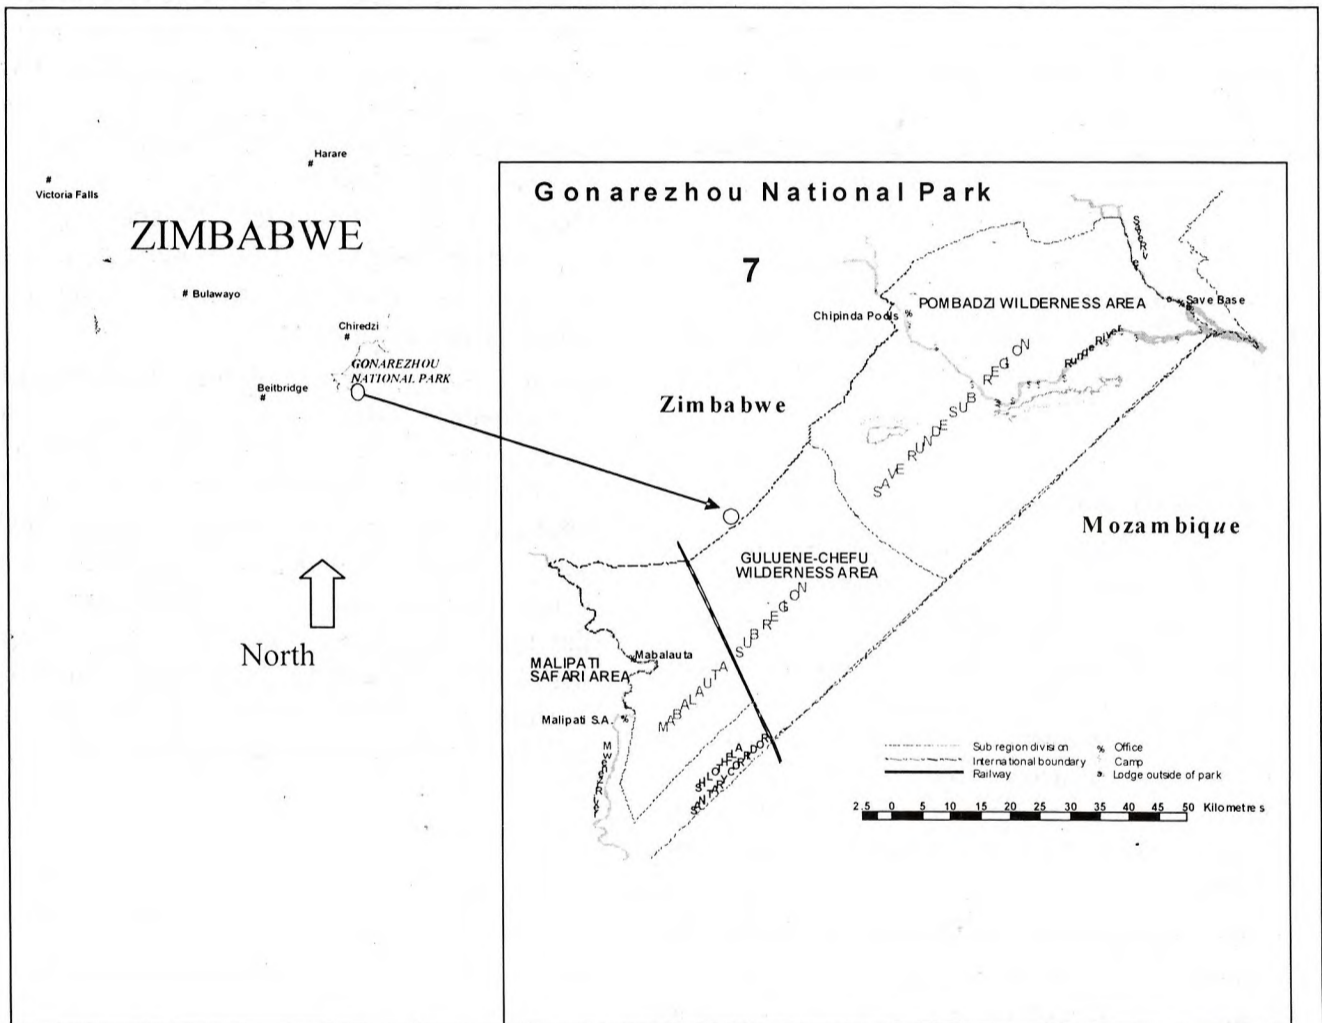 Harare
Victoria Falls
ZIMBABWE
Bulawayo
Chiredzi
GONAREZHOU
NATIONAL PARK
Beitbridge
North
Gonarezhou National Park
7
SAVE
POMBADZI WILDERNESS AREA
Save Base
Chipinda Pools
Runde River
SAVE RUNDE SUB REGION
Zimbabwe
Mozambique
GULUENE-CHEFU
WILDERNESS AREA
MABALAUTA SUB REGION
Mabalauta
MALIPATI
SAFARI AREA
Malipati S.A.
CORRIDOR
Sub region division
International boundary
Railway
Office
Camp
Lodge outside of park
2.5 0 5 10 15 20 25 30 35 40 45 50 Kilometres